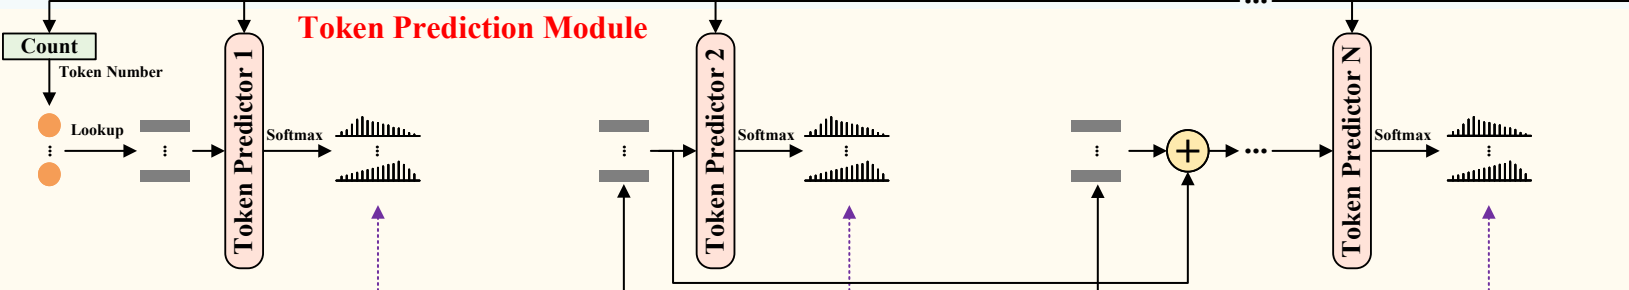 Token Prediction Module
Count
Token Number
Lookup
Token Predictor 1
Softmax
Token Predictor 2
Softmax
Token Predictor N
Softmax